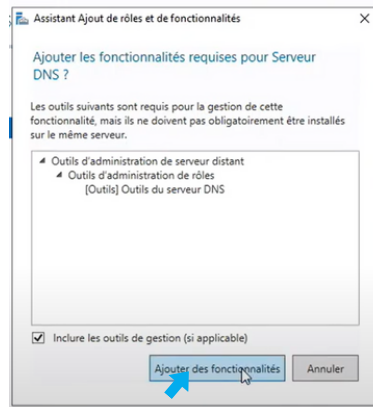 Assistant Ajout de rôles et de fonctionnalités
Ajouter les fonctionnalités requises pour Serveur
DNS ?
Les outils suivants sont requis pour la gestion de cette
fonctionnalité, mais ils ne doivent pas obligatoirement être installés
sur le même serveur.
Outils d'administration de serveur distant
Outils d'administration de rôles
[Outils] Outils du serveur DNS
Inclure les outils de gestion (si applicable)
Ajouter des fonctionnalités
Annuler